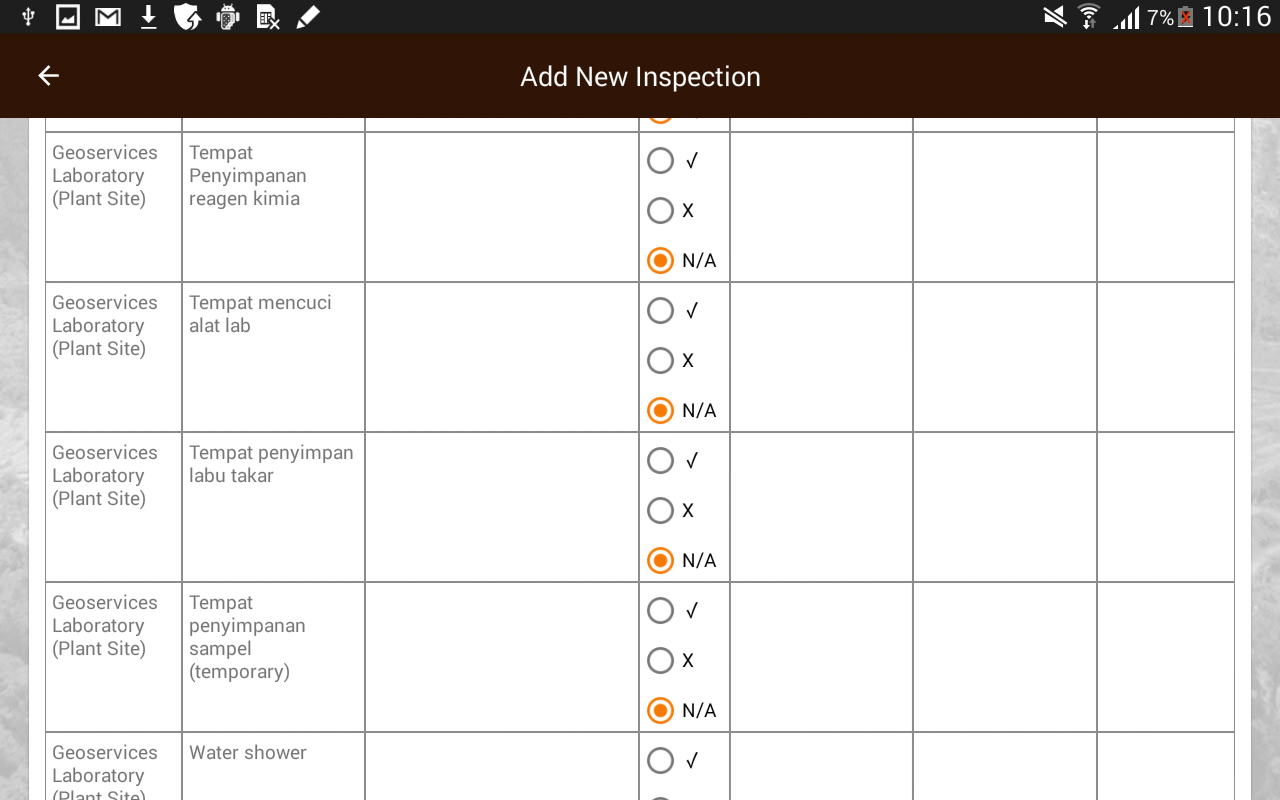 7% 10:16
Add New Inspection
Geoservices
Laboratory
(Plant Site)
Tempat
Penyimpanan
reagen kimia
√
X
N/A
Geoservices
Laboratory
(Plant Site)
Tempat mencuci
alat lab
√
X
N/A
Geoservices
Laboratory
(Plant Site)
Tempat penyimpan
labu takar
√
X
N/A
Geoservices
Laboratory
(Plant Site)
Tempat
penyimpanan
sampel
(temporary)
√
X
N/A
Geoservices
Laboratory
(Plant Site)
Water shower
√